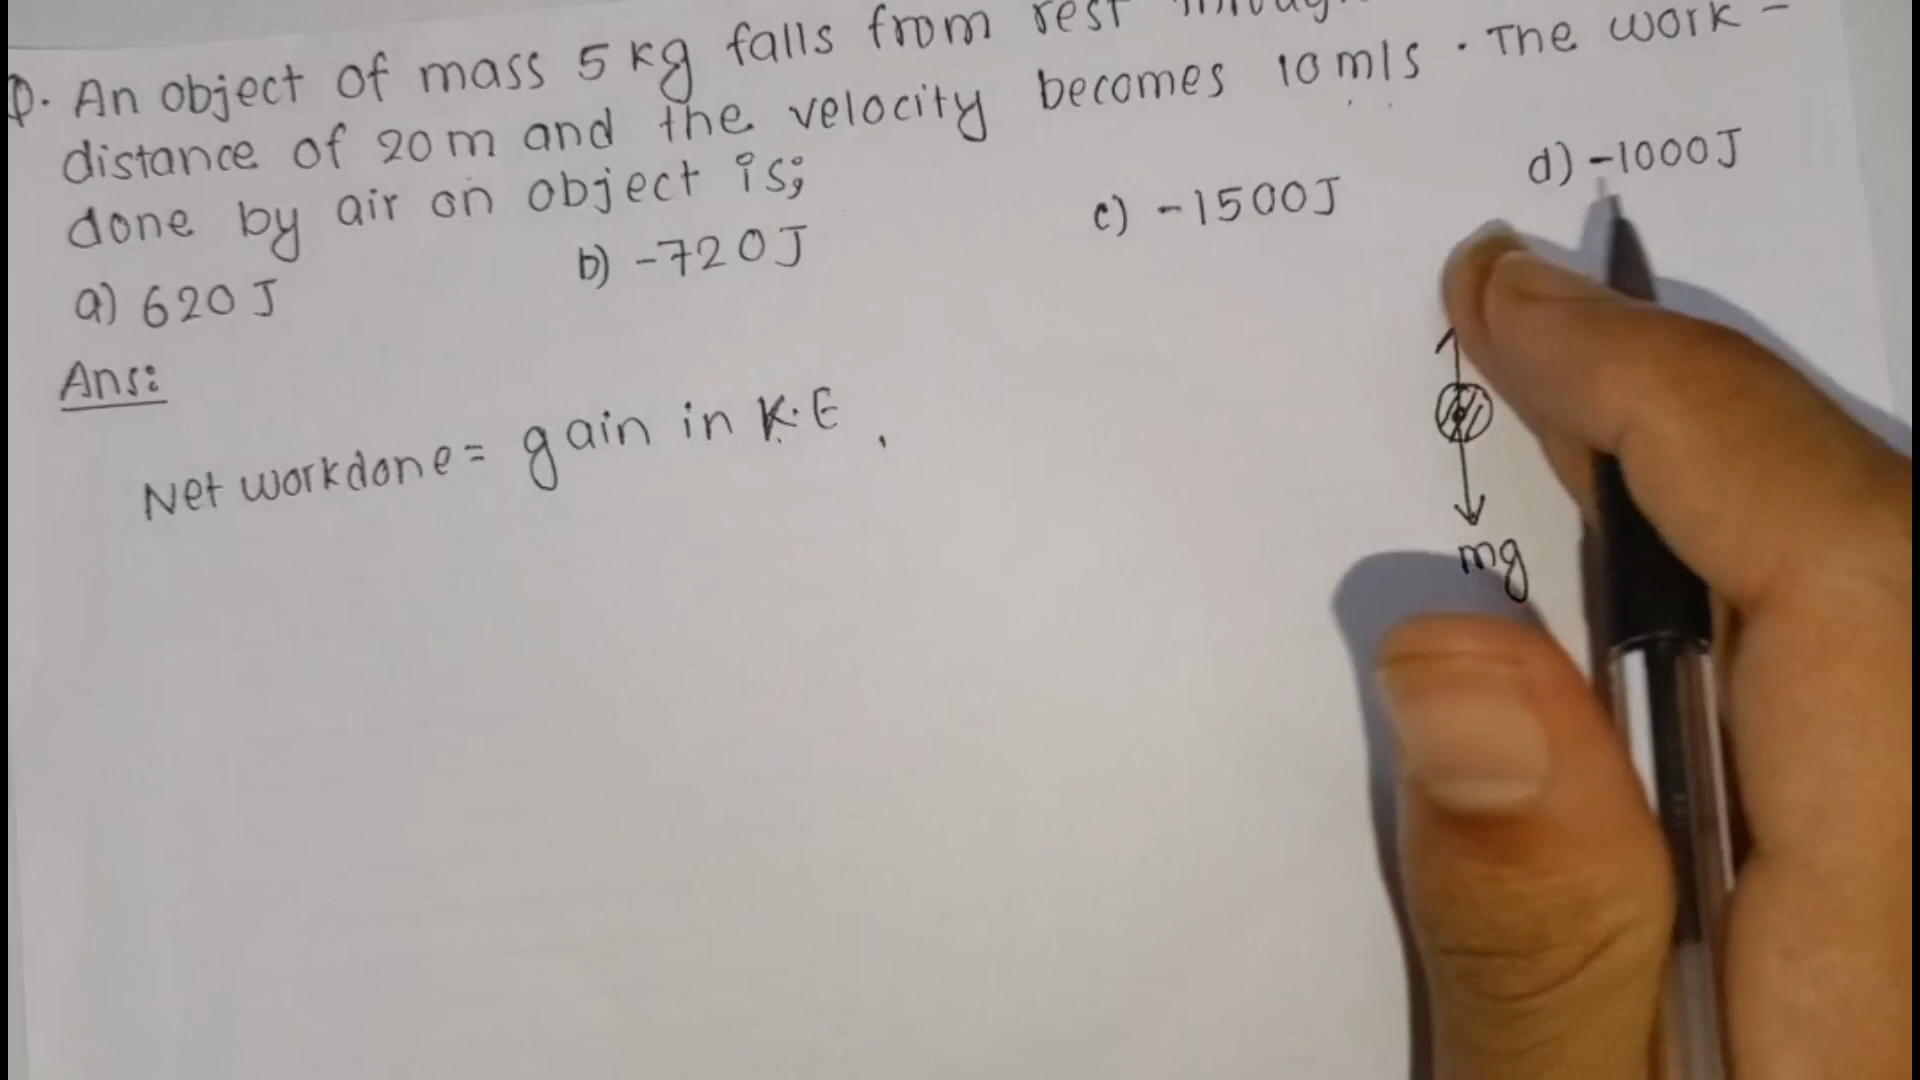 Q. An object of mass 5 kg falls from rest
distance of 20 m and the velocity becomes 10 m/s . The work -
done by air on object is;
a) 620 J b) -720 J c) -1500 J d) -1000 J
Ans:
Net workdone = gain in K.E ,
mg